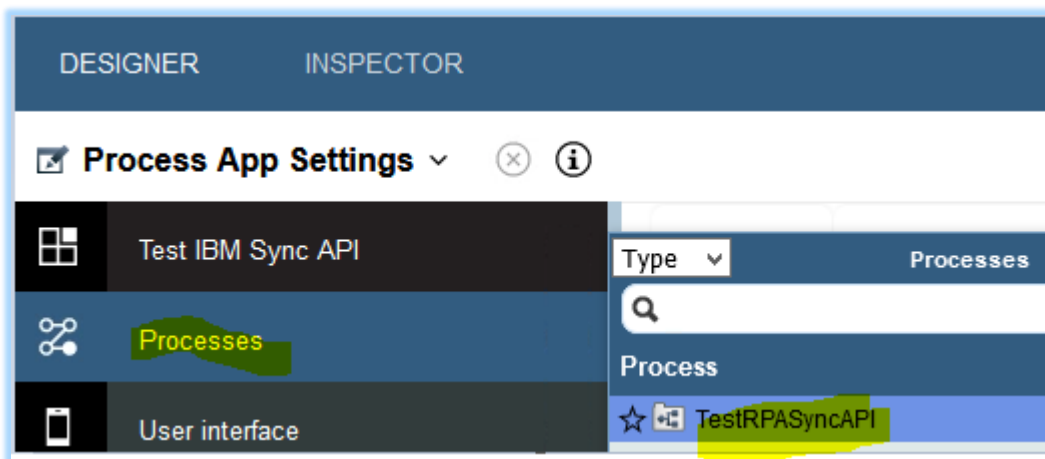 DESIGNER INSPECTOR
Process App Settings
Test IBM Sync API
Type Processes
Processes
Process
TestRPASyncAPI
User interface